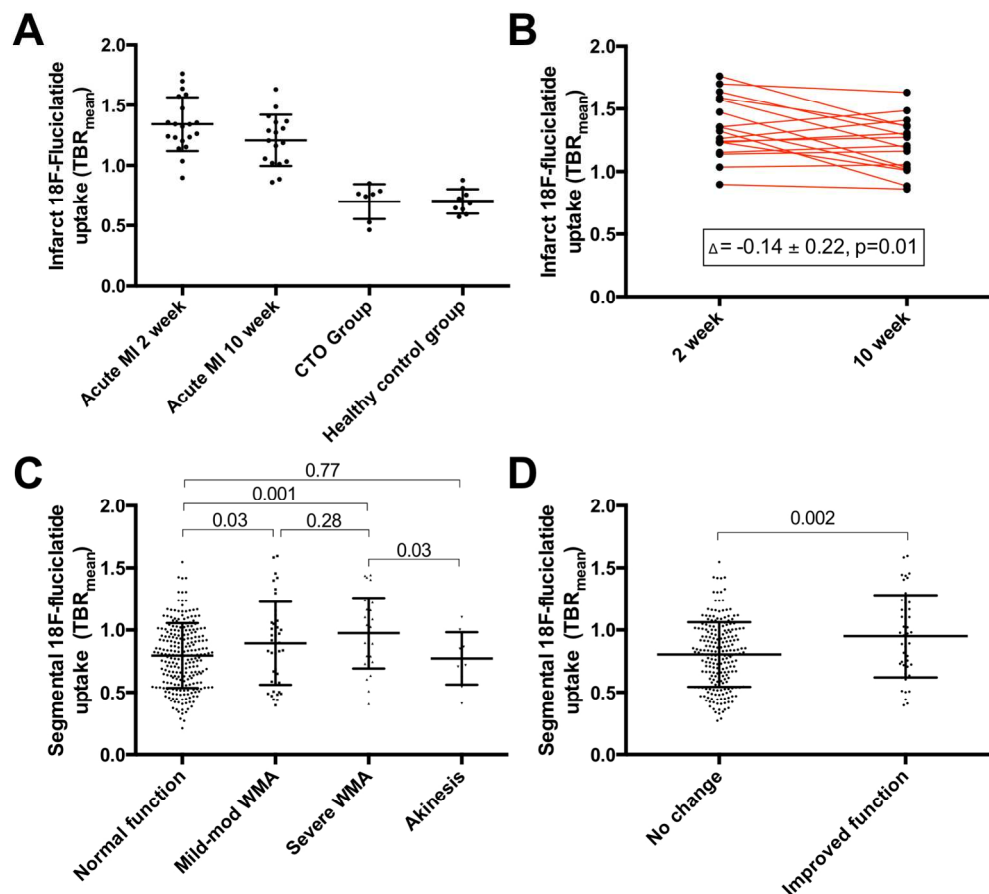 A
Infarct 18F-Fluciclatide
uptake (TBRmean)
2.0
1.5
1.0
0.5
0.0
Acute MI 2 week
Acute MI 10 week
CTO Group
Healthy control group
B
Infarct 18F-fluciclatide
uptake (TBRmean)
2.0
1.5
1.0
0.5
0.0
Δ= -0.14 ± 0.22, p=0.01
2 week
10 week
C
Segmental 18F-fluciclatide
uptake (TBRmean)
0.77
0.001
0.03
0.28
0.03
2.0
1.5
1.0
0.5
0.0
Normal function
Mild-mod WMA
Severe WMA
Akinesis
D
Segmental 18F-fluciclatide
uptake (TBRmean)
0.002
2.0
1.5
1.0
0.5
0.0
No change
Improved function